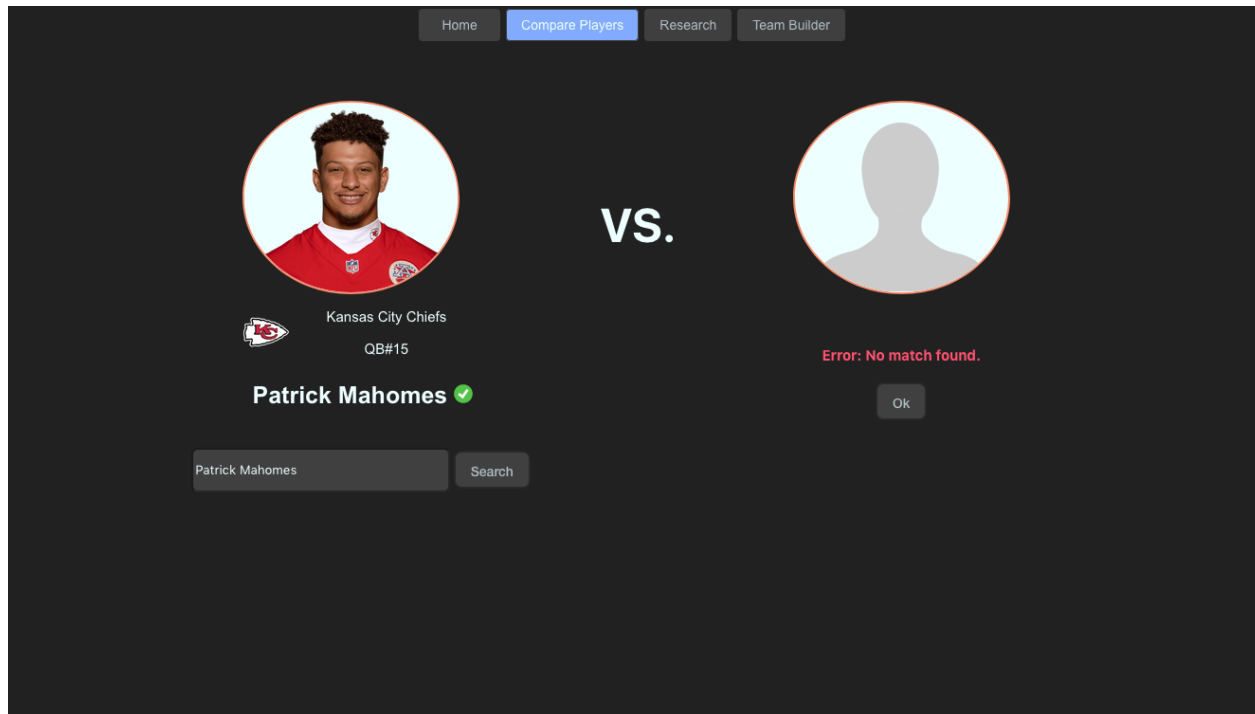 Home
Compare Players
Research
Team Builder
VS.
Kansas City Chiefs
QB#15
Patrick Mahomes
Error: No match found.
Ok
Patrick Mahomes
Search
KC